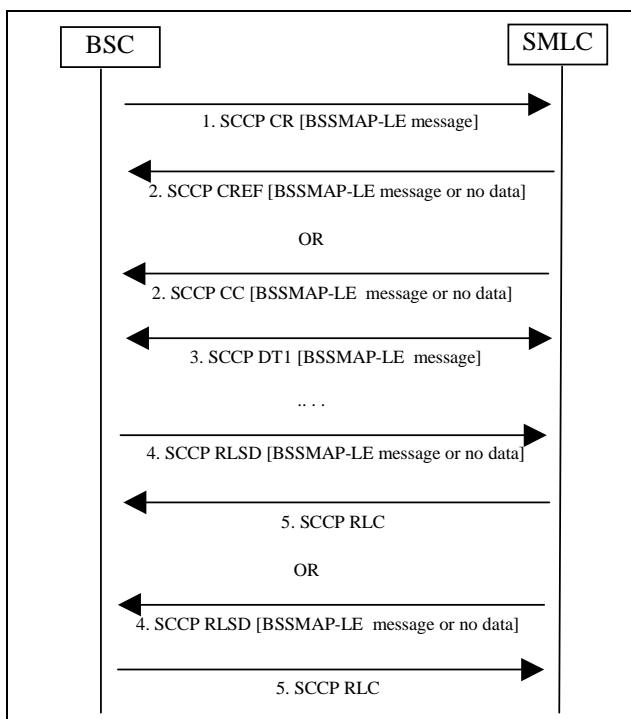 BSC
SMLC
1. SCCP CR [BSSMAP-LE message]
2. SCCP CREF [BSSMAP-LE message or no data]
OR
2. SCCP CC [BSSMAP-LE message or no data]
3. SCCP DT1 [BSSMAP-LE message]
.. . .
4. SCCP RLSD [BSSMAP-LE message or no data]
5. SCCP RLC
OR
4. SCCP RLSD [BSSMAP-LE message or no data]
5. SCCP RLC